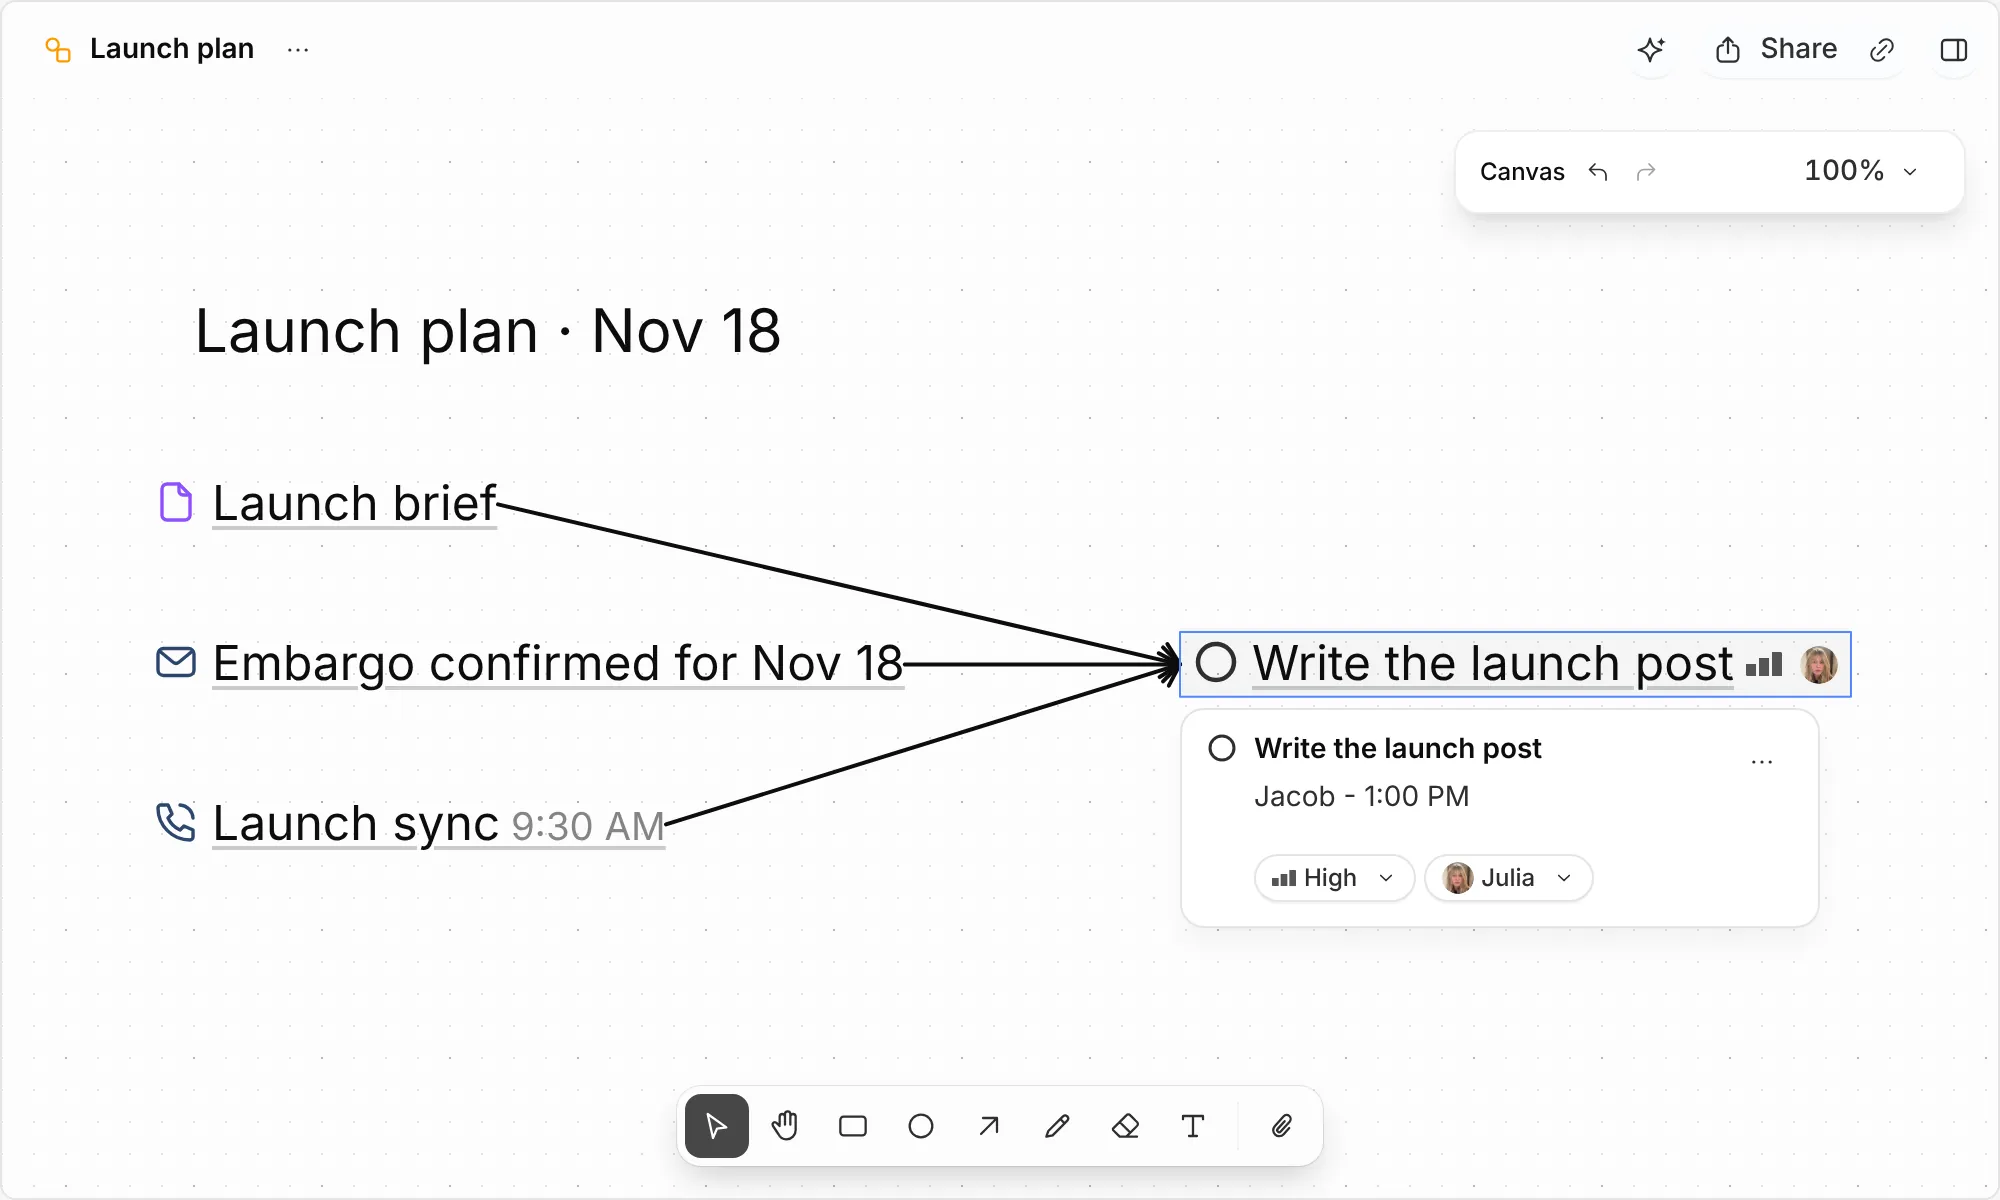 Launch plan
Share
Canvas
100%
Launch plan · Nov 18
Launch brief
Embargo confirmed for Nov 18
Launch sync 9:30 AM
Write the launch post
Write the launch post
Jacob - 1:00 PM
High
Julia